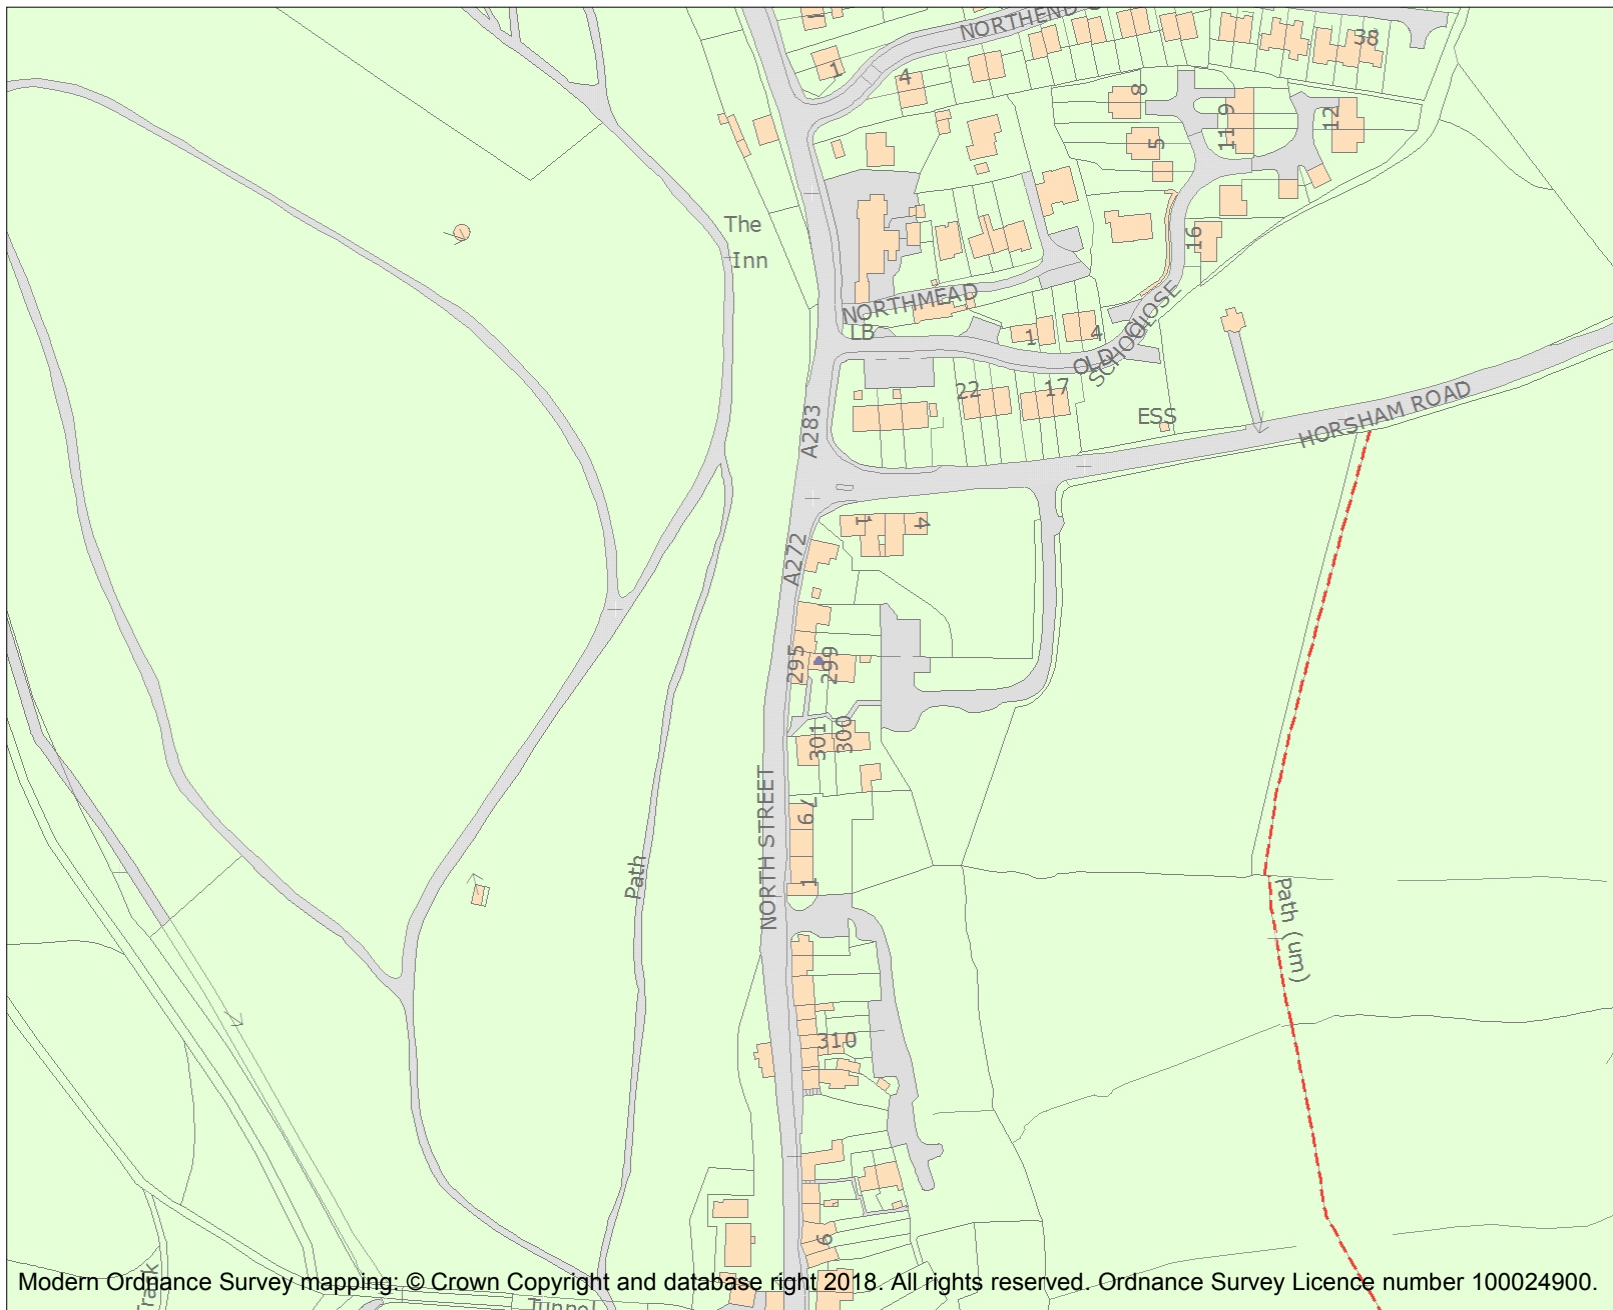 NORTHEND
38
1
4
8
9
11
12
5
The
Inn
16
NORTHMEAD
LB
1
4
OLD
SCHOOL
CLOSE
22
17
A283
ESS
HORSHAM ROAD
1
4
A272
295
299
301
300
NORTH STREET
79
1
Path
Path (um)
310
6
Track
Tunnel
Modern Ordnance Survey mapping: © Crown Copyright and database right 2018. All rights reserved. Ordnance Survey Licence number 100024900.